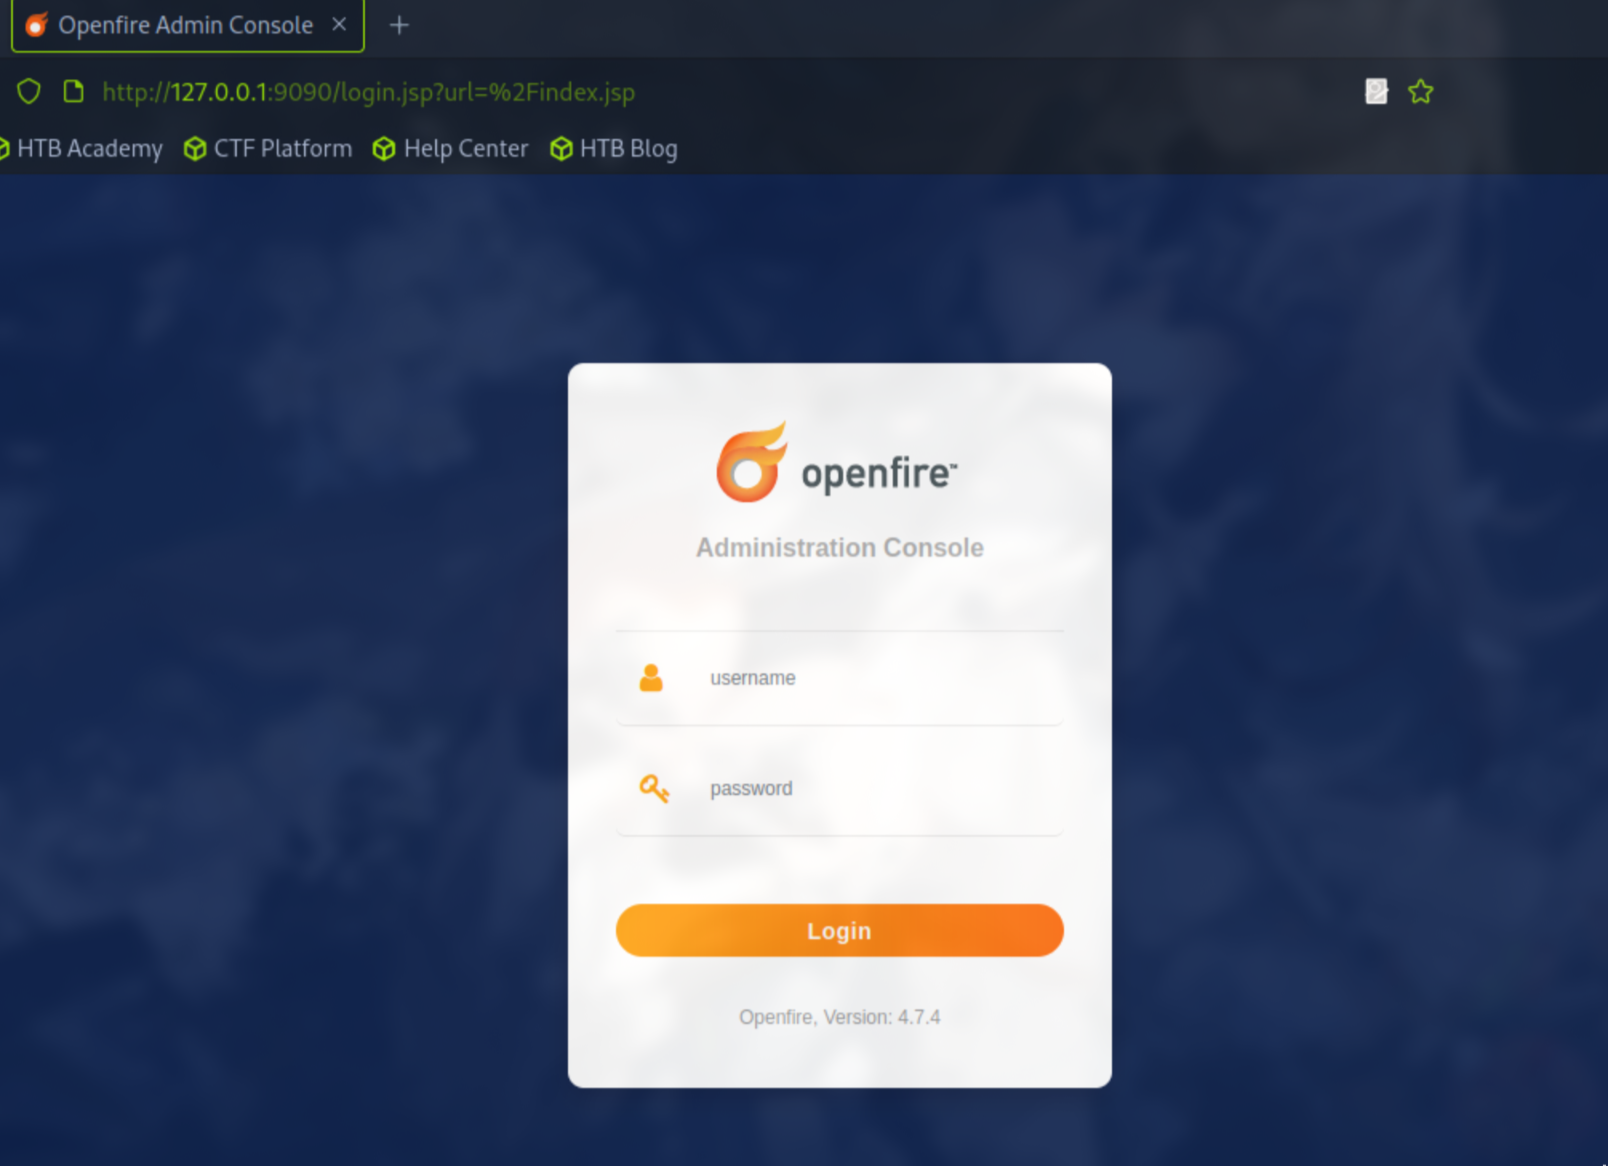 Openfire Admin Console
http://127.0.0.1:9090/login.jsp?url=%2Findex.jsp
HTB Academy CTF Platform Help Center HTB Blog
openfire™
Administration Console
username
password
Login
Openfire, Version: 4.7.4